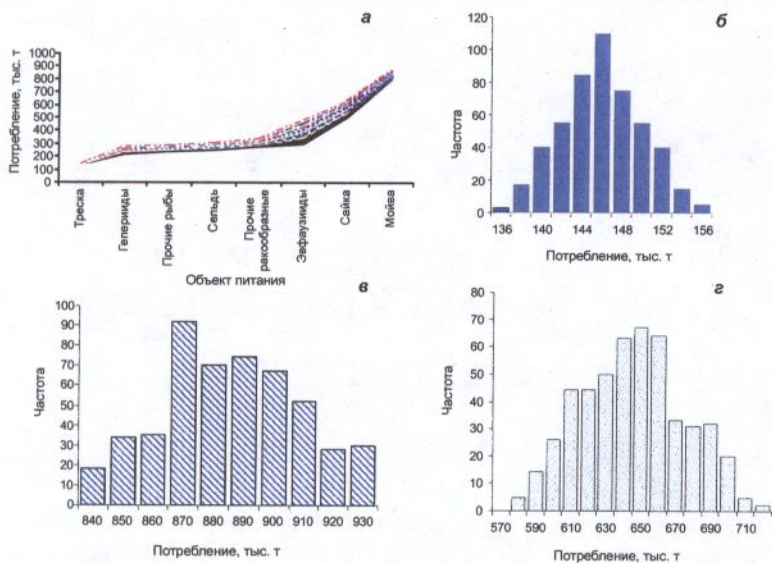 а
Потребление, тыс. т
1000
900
800
700
600
500
400
300
200
100
0
Треска
Геперииды
Прочие рыбы
Сельдь
Прочие
ракообразные
Эвфаузииды
Сайка
Мойва
Объект питания
б
Частота
120
100
80
60
40
20
0
136 140 144 148 152 156
Потребление, тыс. т
в
Частота
100
90
80
70
60
50
40
30
20
10
0
840 850 860 870 880 890 900 910 920 930
Потребление, тыс. т
г
Частота
80
70
60
50
40
30
20
10
0
570 590 610 630 650 670 690 710
Потребление, тыс. т